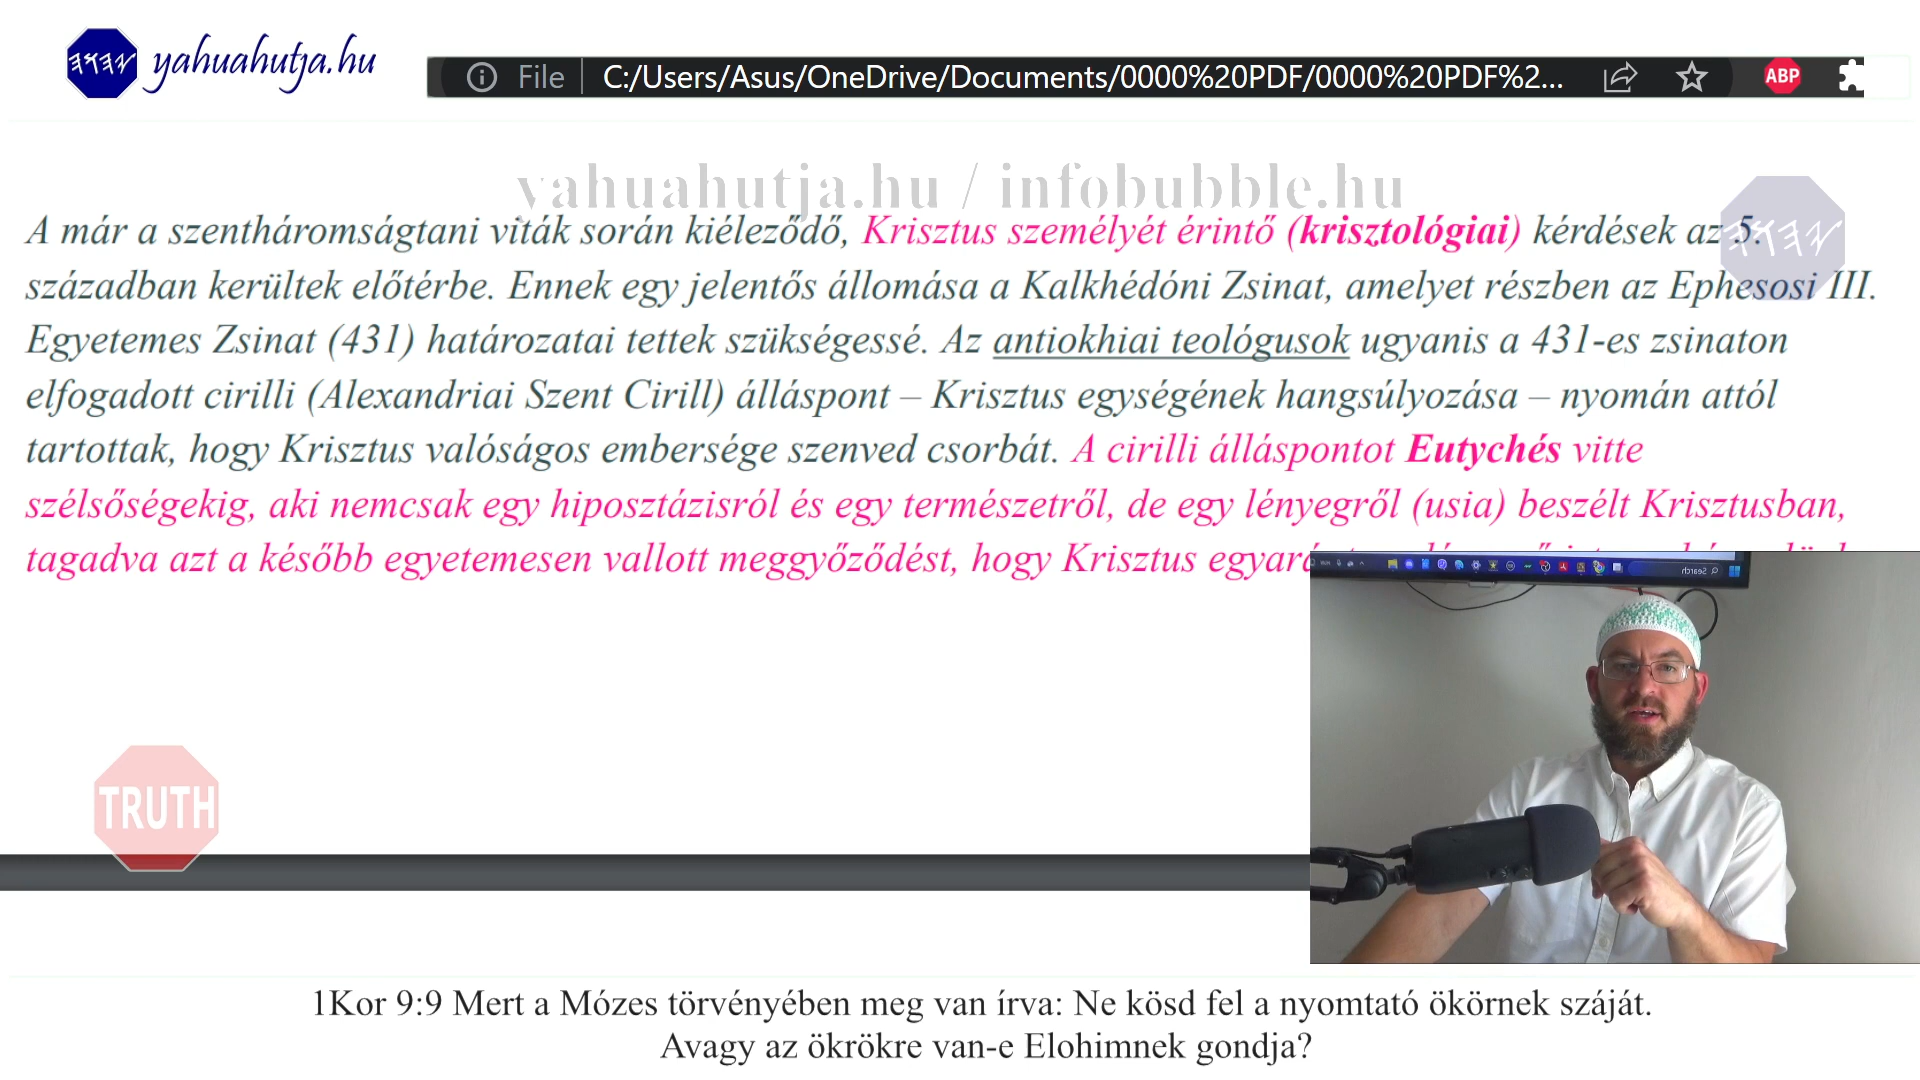 yahuahutja.hu
File C:/Users/Asus/OneDrive/Documents/0000%20PDF/0000%20PDF%2... ABP
yahuahutja.hu / infobubble.hu
A már a szentháromságtani viták során kiéleződő, Krisztus személyét érintő (krisztológiai) kérdések az 5.
században kerültek előtérbe. Ennek egy jelentős állomása a Kalkhédóni Zsinat, amelyet részben az Ephesosi III.
Egyetemes Zsinat (431) határozatai tettek szükségessé. Az antiokhiai teológusok ugyanis a 431-es zsinaton
elfogadott cirilli (Alexandriai Szent Cirill) álláspont – Krisztus egységének hangsúlyozása – nyomán attól
tartottak, hogy Krisztus valóságos embersége szenved csorbát. A cirilli álláspontot Eutychés vitte
szélsőségekig, aki nemcsak egy hiposztázisról és egy természetről, de egy lényegről (usia) beszélt Krisztusban,
tagadva azt a később egyetemesen vallott meggyőződést, hogy Krisztus
Search
TRUTH
1Kor 9:9 Mert a Mózes törvényében meg van írva: Ne kösd fel a nyomtató ökörnek száját.
Avagy az ökrökre van-e Elohimnek gondja?